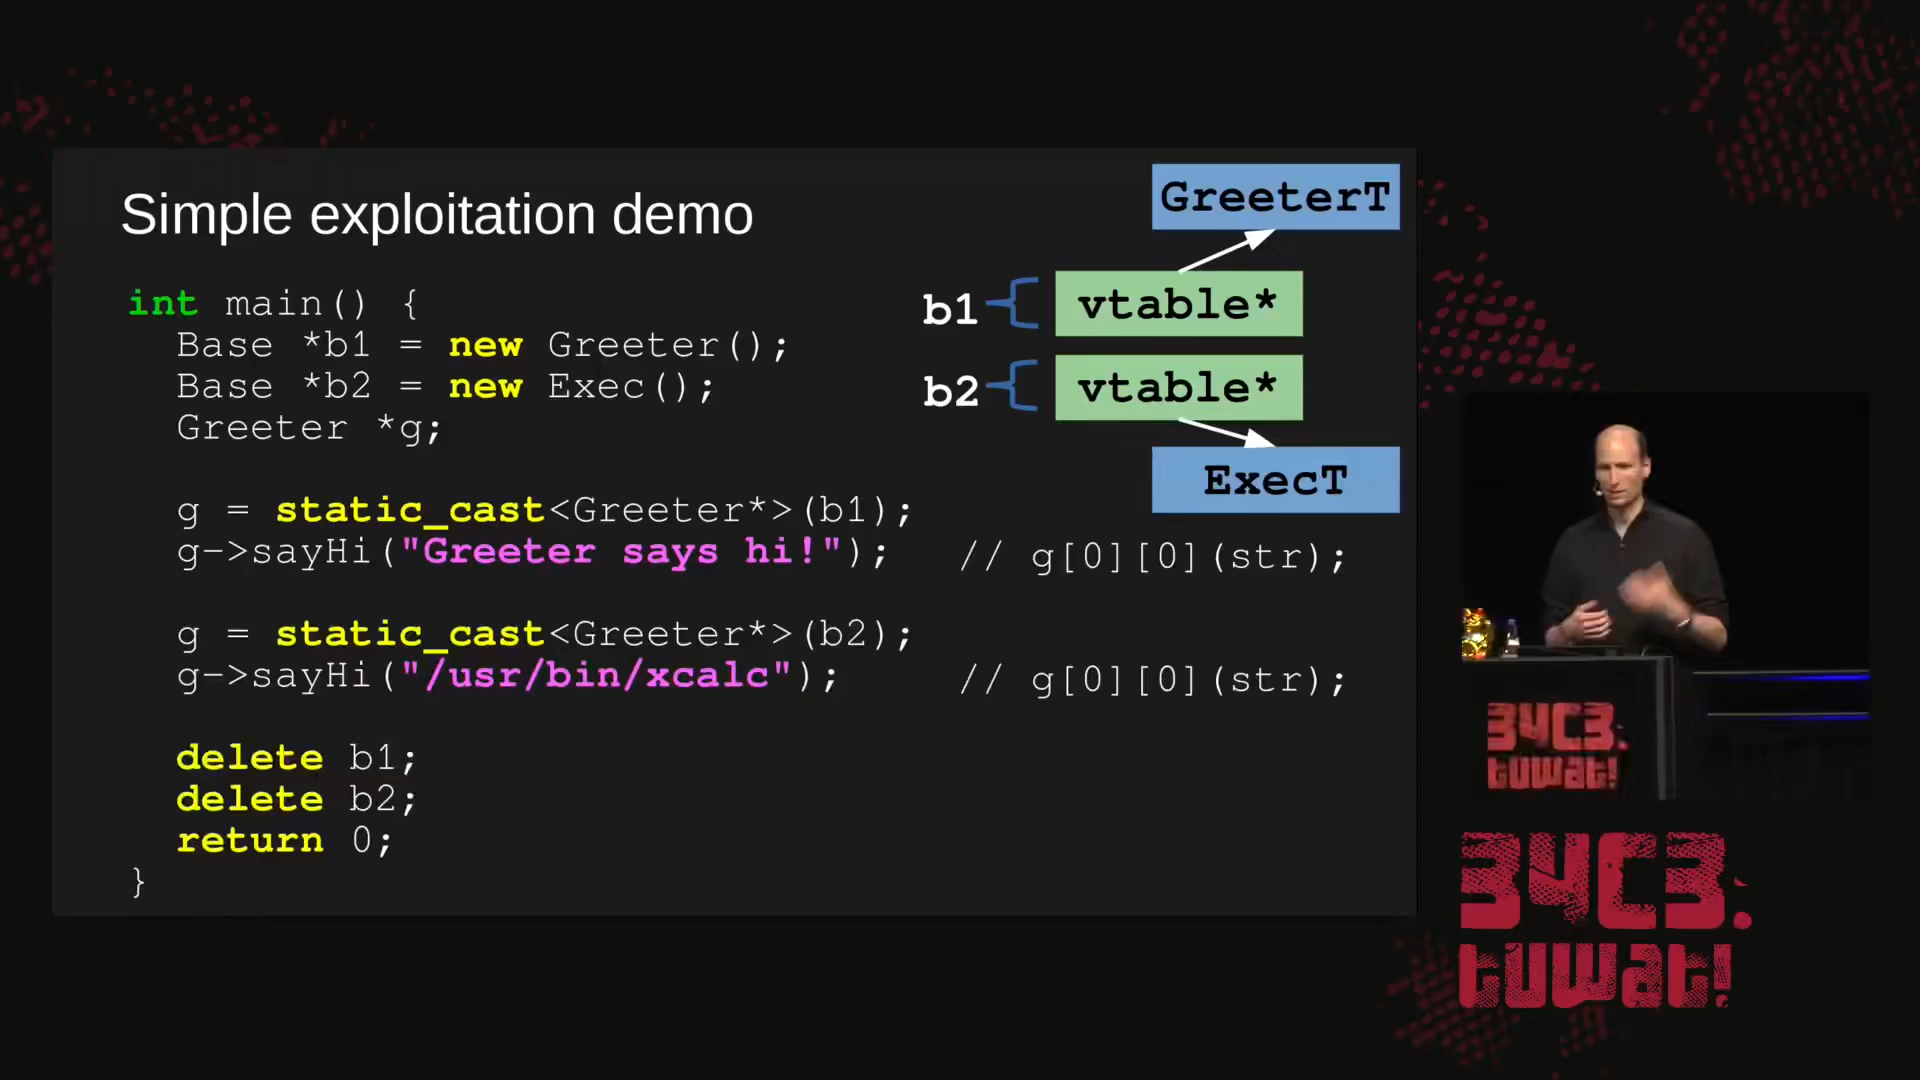 Simple exploitation demo
int main() {
Base *b1 = new Greeter();
Base *b2 = new Exec();
Greeter *g;
g = static_cast<Greeter*>(b1);
g->sayHi("Greeter says hi!"); // g[0][0](str);
g = static_cast<Greeter*>(b2);
g->sayHi("/usr/bin/xcalc"); // g[0][0](str);
delete b1;
delete b2;
return 0;
}
GreeterT
b1 vtable*
b2 vtable*
ExecT
34C3.
tuwat!
34C3.
tuwat!